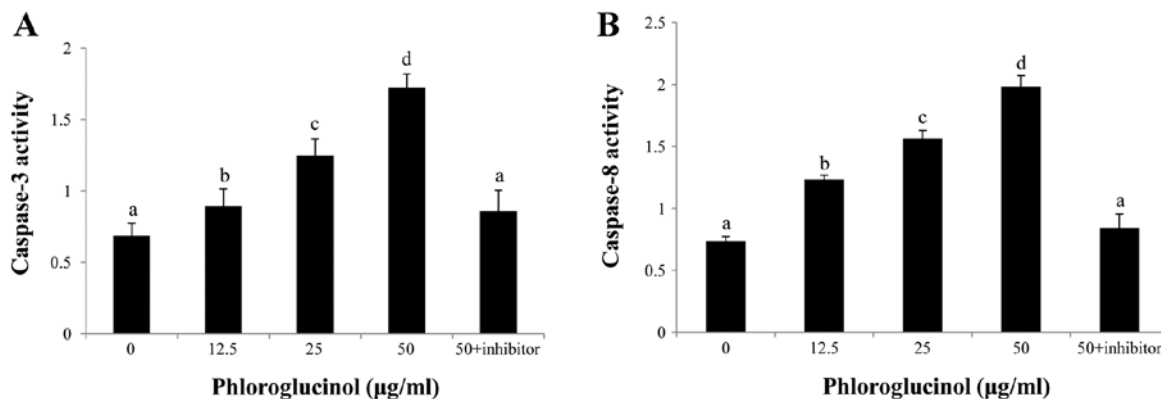 A
B
Caspase-3 activity
2
1.5
1
0.5
0
a
b
c
d
a
0
12.5
25
50
50+inhibitor
Phloroglucinol (µg/ml)
Caspase-8 activity
2.5
2
1.5
1
0.5
0
a
b
c
d
a
0
12.5
25
50
50+inhibitor
Phloroglucinol (µg/ml)